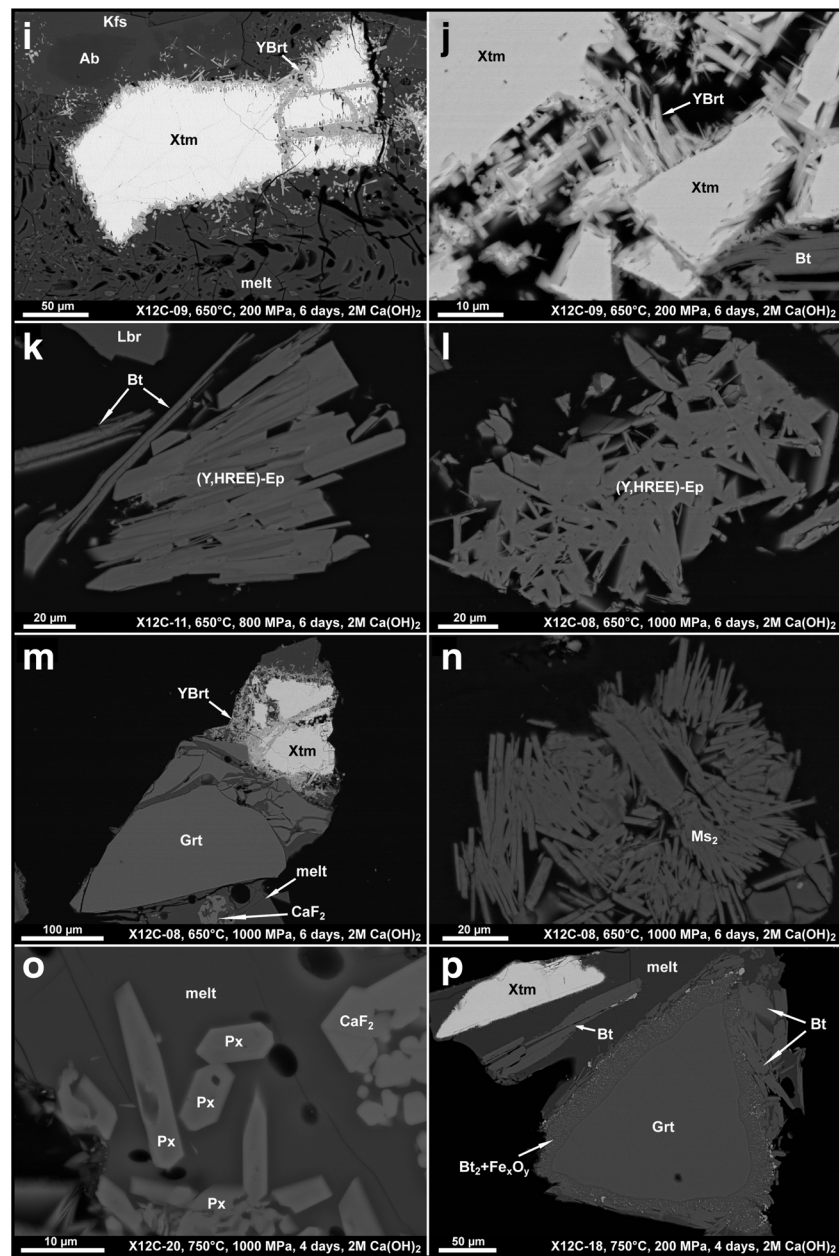 i
Kfs
Ab
YBrt
Xtm
melt
50 µm
X12C-09, 650°C, 200 MPa, 6 days, 2M Ca(OH)₂
j
Xtm
YBrt
Xtm
Bt
10 µm
X12C-09, 650°C, 200 MPa, 6 days, 2M Ca(OH)₂
k
Lbr
Bt
(Y,HREE)-Ep
20 µm
X12C-11, 650°C, 800 MPa, 6 days, 2M Ca(OH)₂
l
(Y,HREE)-Ep
20 µm
X12C-08, 650°C, 1000 MPa, 6 days, 2M Ca(OH)₂
m
YBrt
Xtm
Grt
melt
CaF₂
100 µm
X12C-08, 650°C, 1000 MPa, 6 days, 2M Ca(OH)₂
n
Ms₂
20 µm
X12C-08, 650°C, 1000 MPa, 6 days, 2M Ca(OH)₂
o
melt
CaF₂
Px
Px
Px
Px
10 µm
X12C-20, 750°C, 1000 MPa, 4 days, 2M Ca(OH)₂
p
melt
Xtm
Bt
Bt
Grt
Bt₂+FeₓOᵧ
50 µm
X12C-18, 750°C, 200 MPa, 4 days, 2M Ca(OH)₂